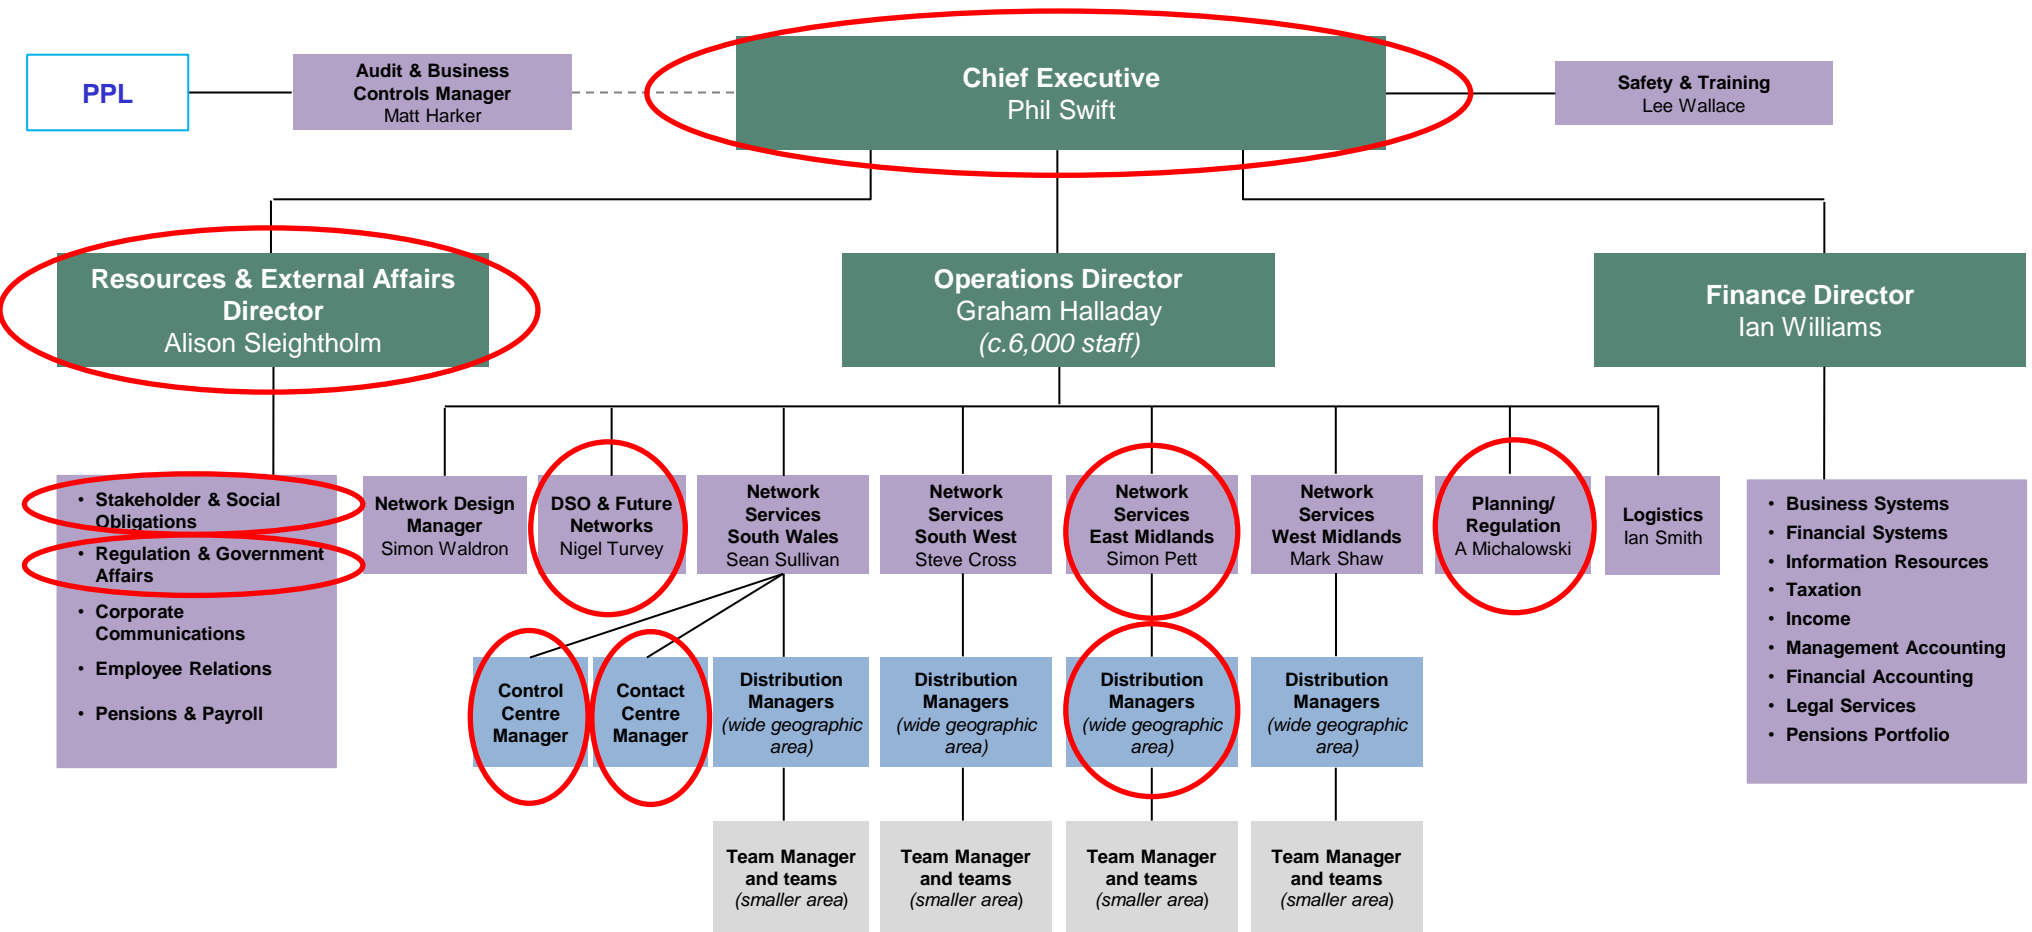 PPL
Audit & Business
Controls Manager
Matt Harker
Chief Executive
Phil Swift
Safety & Training
Lee Wallace
Resources & External Affairs
Director
Alison Sleightholm
Operations Director
Graham Halladay
(c.6,000 staff)
Finance Director
Ian Williams
• Stakeholder & Social
Obligations
• Regulation & Government
Affairs
• Corporate
Communications
• Employee Relations
• Pensions & Payroll
Network Design
Manager
Simon Waldron
DSO & Future
Networks
Nigel Turvey
Network
Services
South Wales
Sean Sullivan
Network
Services
South West
Steve Cross
Network
Services
East Midlands
Simon Pett
Network
Services
West Midlands
Mark Shaw
Planning/
Regulation
A Michalowski
Logistics
Ian Smith
• Business Systems
• Financial Systems
• Information Resources
• Taxation
• Income
• Management Accounting
• Financial Accounting
• Legal Services
• Pensions Portfolio
Control
Centre
Manager
Contact
Centre
Manager
Distribution
Managers
(wide geographic
area)
Distribution
Managers
(wide geographic
area)
Distribution
Managers
(wide geographic
area)
Distribution
Managers
(wide geographic
area)
Team Manager
and teams
(smaller area)
Team Manager
and teams
(smaller area)
Team Manager
and teams
(smaller area)
Team Manager
and teams
(smaller area)